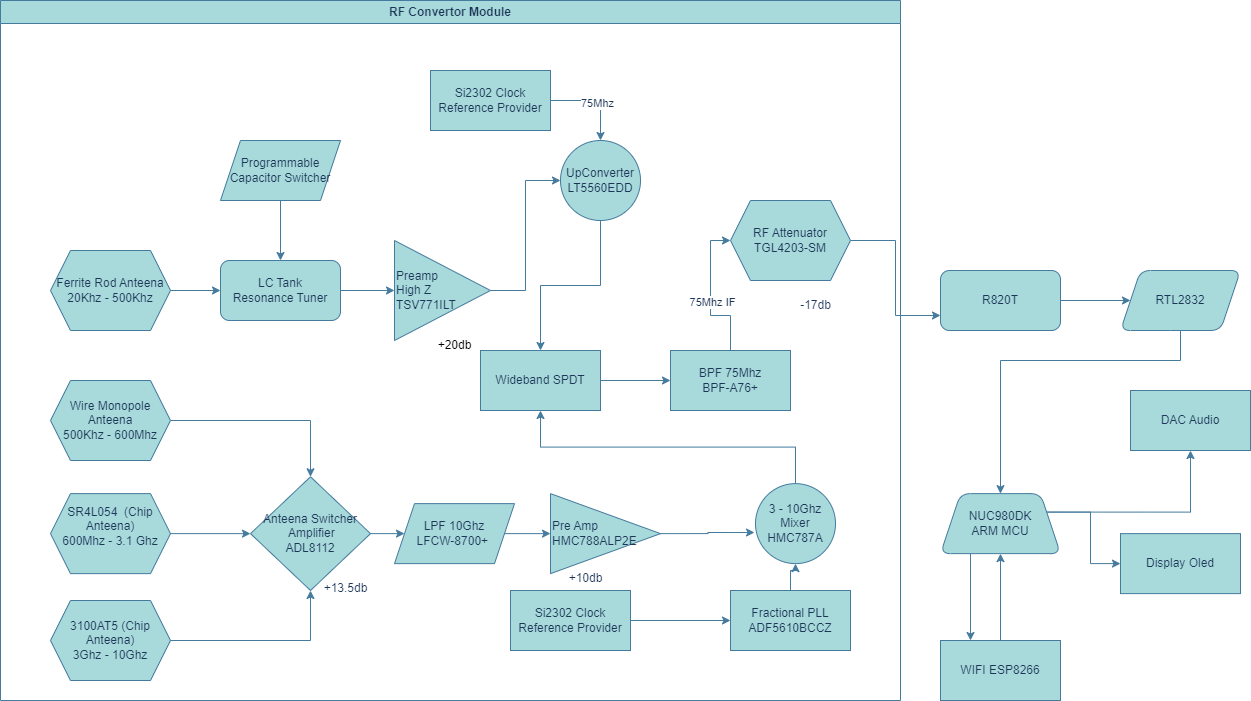 RF Convertor Module
Si2302 Clock
Reference Provider
75Mhz
Programmable
Capacitor Switcher
UpConverter
LT5560EDD
RF Attenuator
TGL4203-SM
Ferrite Rod Anteena
20Khz - 500Khz
LC Tank
Resonance Tuner
Preamp
High Z
TSV771ILT
75Mhz IF
-17db
R820T
RTL2832
+20db
Wideband SPDT
BPF 75Mhz
BPF-A76+
Wire Monopole
Anteena
500Khz - 600Mhz
DAC Audio
SR4L054  (Chip
Anteena)
600Mhz - 3.1 Ghz
Anteena Switcher
Amplifier
ADL8112
+13.5db
LPF 10Ghz
LFCW-8700+
Pre Amp
HMC788ALP2E
+10db
3 - 10Ghz
Mixer
HMC787A
NUC980DK
ARM MCU
Display Oled
Si2302 Clock
Reference Provider
Fractional PLL
ADF5610BCCZ
3100AT5 (Chip
Anteena)
3Ghz - 10Ghz
WIFI ESP8266